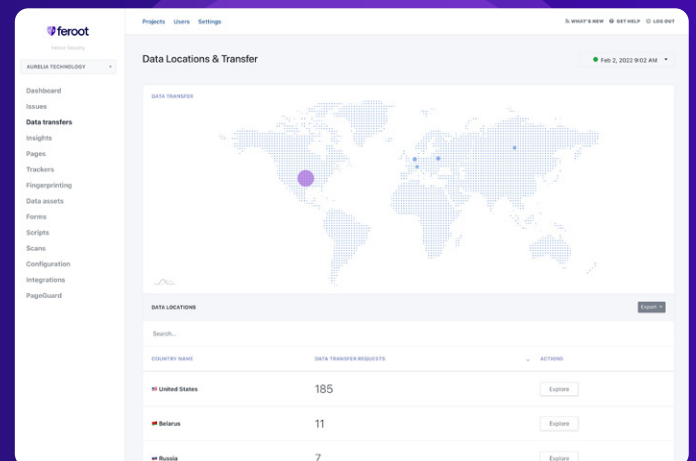 feroot
Feroot Security
AURELIA TECHNOLOGY
Dashboard
Issues
Data transfers
Insights
Pages
Trackers
Fingerprinting
Data assets
Forms
Scripts
Scans
Configuration
Integrations
PageGuard
Projects Users Settings
WHAT'S NEW GET HELP LOG OUT
Data Locations & Transfer
Feb 2, 2022 9:02 AM
DATA TRANSFER
DATA LOCATIONS
Export
Search...
COUNTRY NAME DATA TRANSFER REQUESTS ACTIONS
United States 185 Explore
Belarus 11 Explore
Russia 7 Explore